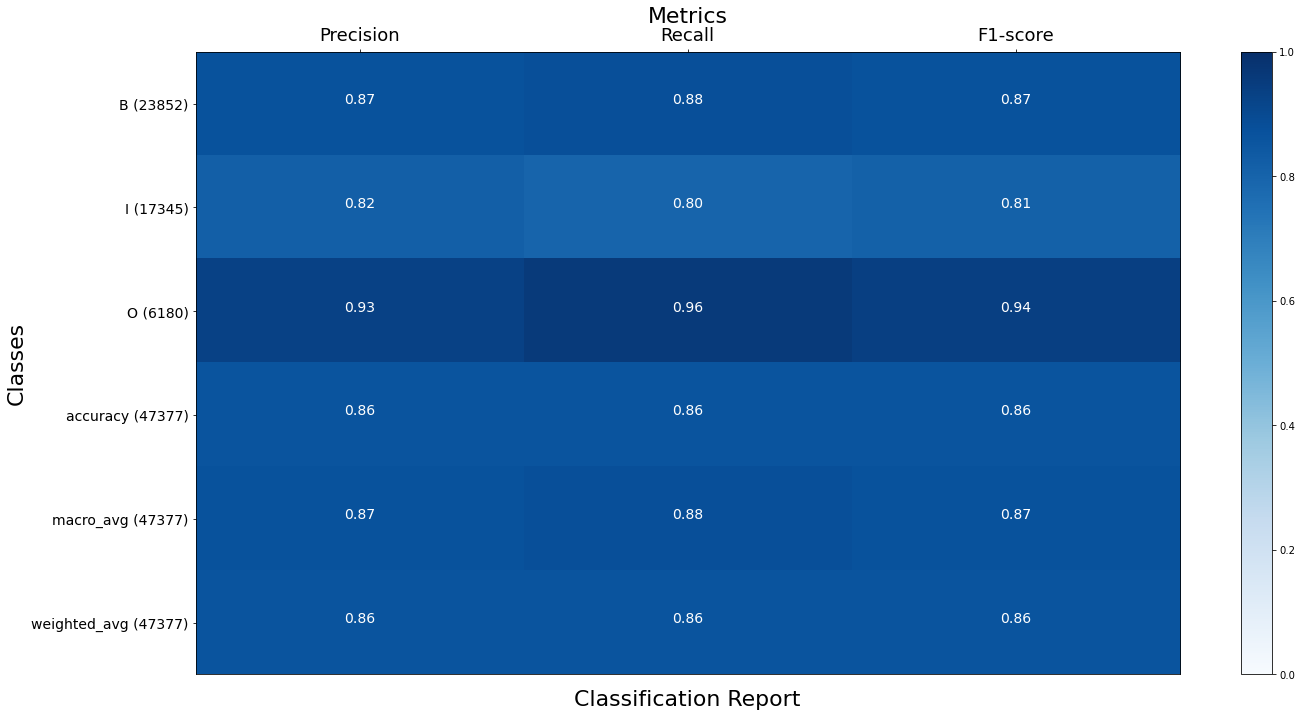 Metrics
Precision Recall F1-score
B (23852) 0.87 0.88 0.87
I (17345) 0.82 0.80 0.81
O (6180) 0.93 0.96 0.94
accuracy (47377) 0.86 0.86 0.86
macro_avg (47377) 0.87 0.88 0.87
weighted_avg (47377) 0.86 0.86 0.86
Classes
Classification Report
1.0
0.8
0.6
0.4
0.2
0.0